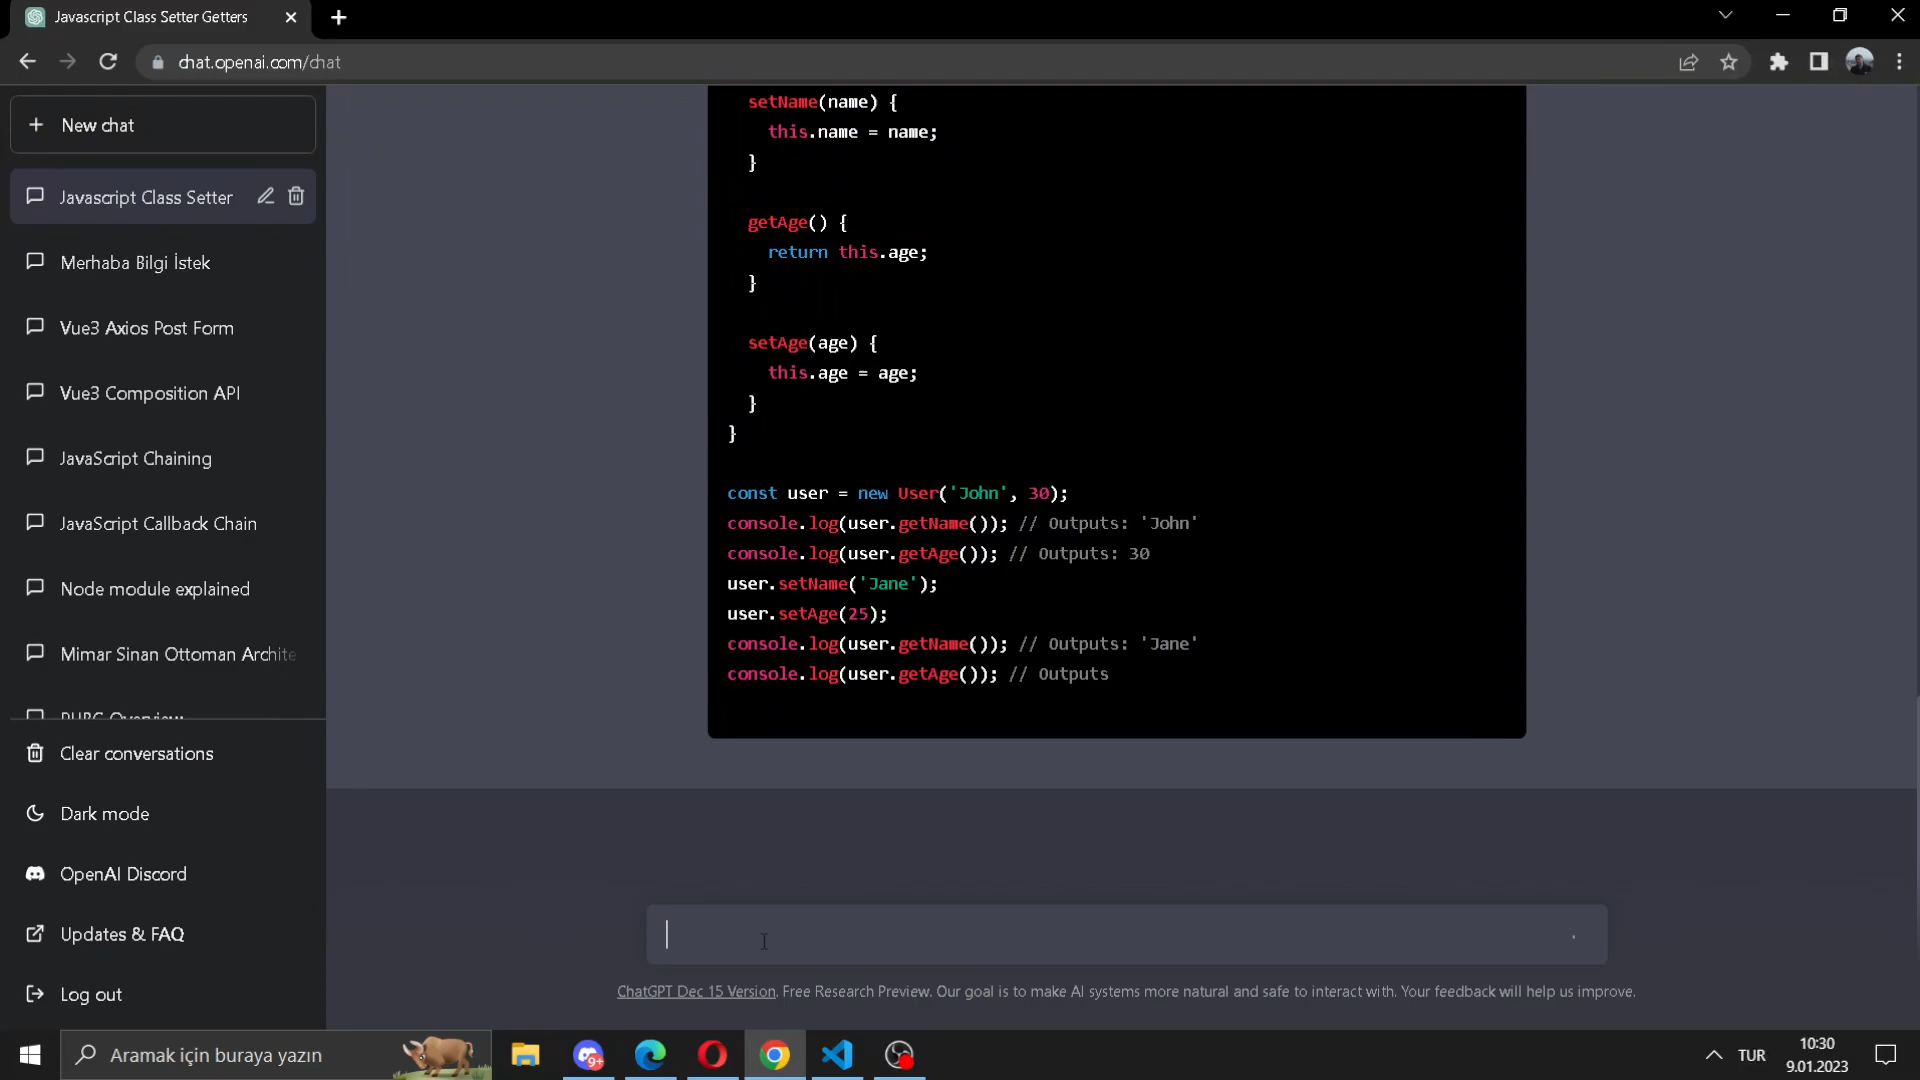 Javascript Class Setter Getters
chat.openai.com/chat
New chat
Javascript Class Setter
Merhaba Bilgi İstek
Vue3 Axios Post Form
Vue3 Composition API
JavaScript Chaining
JavaScript Callback Chain
Node module explained
Mimar Sinan Ottoman Archite
PUBG Overview
Clear conversations
Dark mode
OpenAI Discord
Updates & FAQ
Log out
setName(name) {
this.name = name;
}
getAge() {
return this.age;
}
setAge(age) {
this.age = age;
}
}
const user = new User('John', 30);
console.log(user.getName()); // Outputs: 'John'
console.log(user.getAge()); // Outputs: 30
user.setName('Jane');
user.setAge(25);
console.log(user.getName()); // Outputs: 'Jane'
console.log(user.getAge()); // Outputs
ChatGPT Dec 15 Version. Free Research Preview. Our goal is to make AI systems more natural and safe to interact with. Your feedback will help us improve.
Aramak için buraya yazın
9+
TUR
10:30
9.01.2023